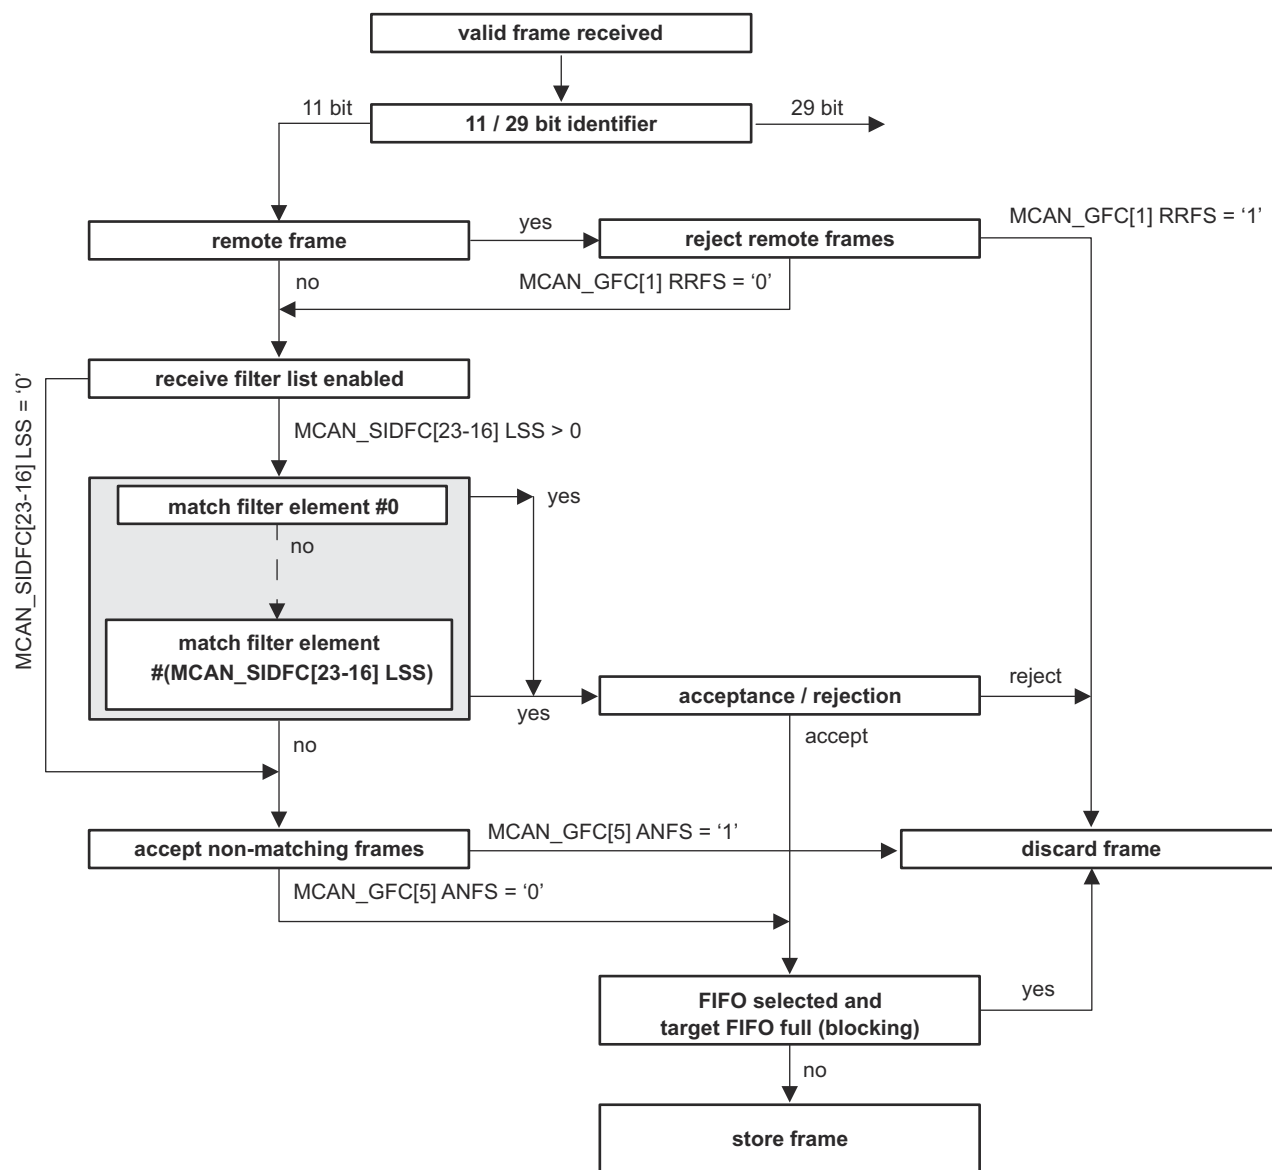 valid frame received
11 bit
11 / 29 bit identifier
29 bit
remote frame
yes
reject remote frames
MCAN_GFC[1] RRFS = ‘1’
no
MCAN_GFC[1] RRFS = ‘0’
receive filter list enabled
MCAN_SIDFC[23-16] LSS = ‘0’
MCAN_SIDFC[23-16] LSS > 0
match filter element #0
yes
no
match filter element
#(MCAN_SIDFC[23-16] LSS)
yes
acceptance / rejection
reject
no
accept
accept non-matching frames
MCAN_GFC[5] ANFS = ‘1’
discard frame
MCAN_GFC[5] ANFS = ‘0’
FIFO selected and
target FIFO full (blocking)
yes
no
store frame